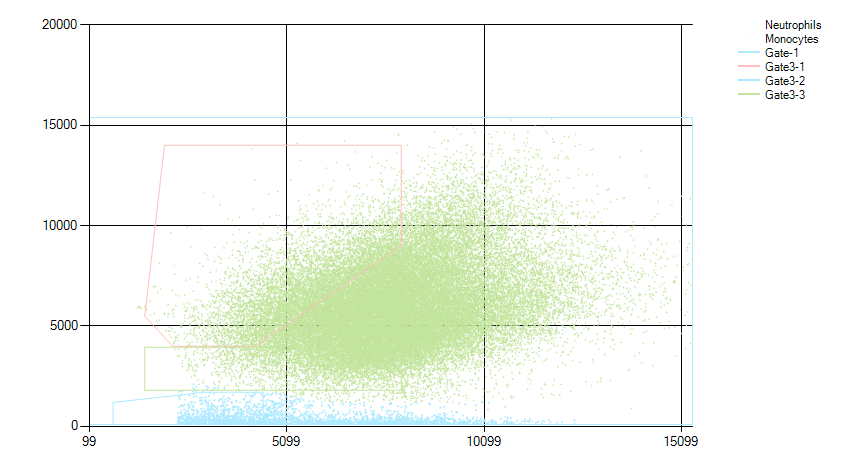 20000
15000
10000
5000
0
99
5099
10099
15099
Neutrophils
Monocytes
Gate-1
Gate3-1
Gate3-2
Gate3-3